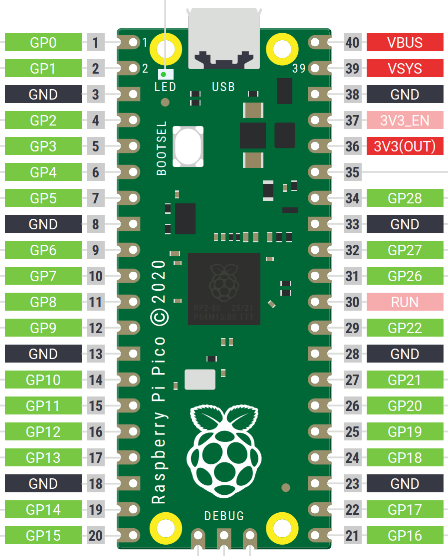 GP0 1 1 40 VBUS
GP1 2 2 39 39 VSYS
LED USB
GND 3 38 GND
GP2 4 37 3V3_EN
BOOTSEL
GP3 5 36 3V3(OUT)
GP4 6 35
GP5 7 34 GP28
GND 8 33 GND
GP6 9 32 GP27
GP7 10 31 GP26
GP8 11 30 RUN
GP9 12 29 GP22
GND 13 28 GND
GP10 14 27 GP21
GP11 15 26 GP20
GP12 16 25 GP19
GP13 17 24 GP18
GND 18 23 GND
Raspberry Pi Pico ©2020
GP14 19 22 GP17
DEBUG
GP15 20 21 GP16